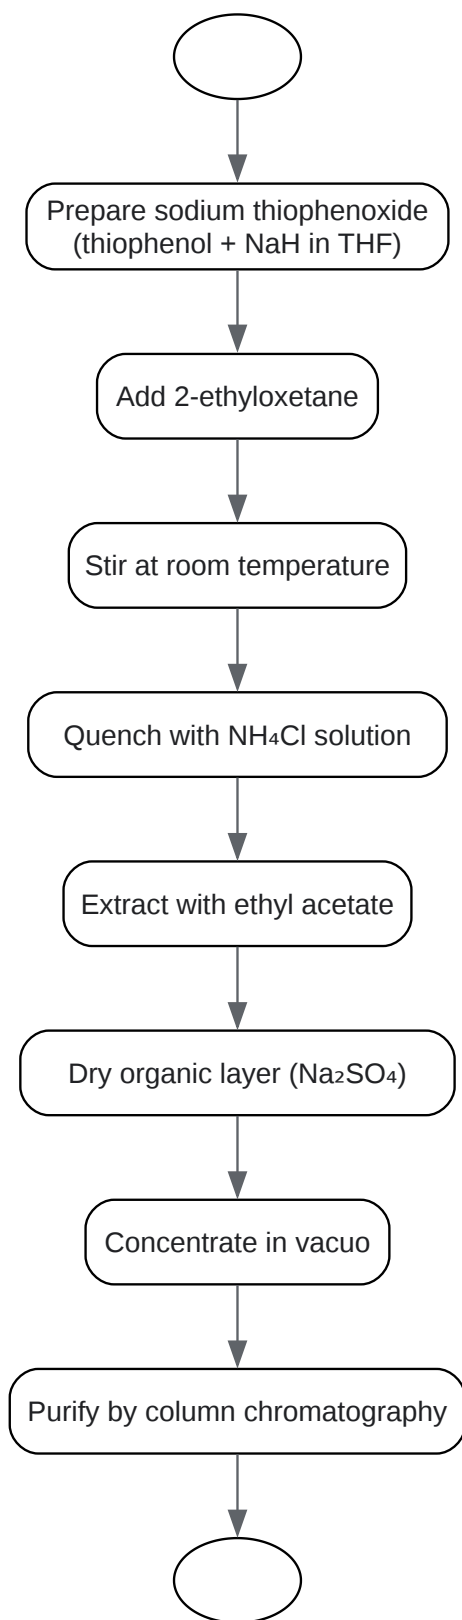 Prepare sodium thiophenoxide
(thiophenol + NaH in THF)
Add 2-ethyloxetane
Stir at room temperature
Quench with NH₄Cl solution
Extract with ethyl acetate
Dry organic layer (Na₂SO₄)
Concentrate in vacuo
Purify by column chromatography